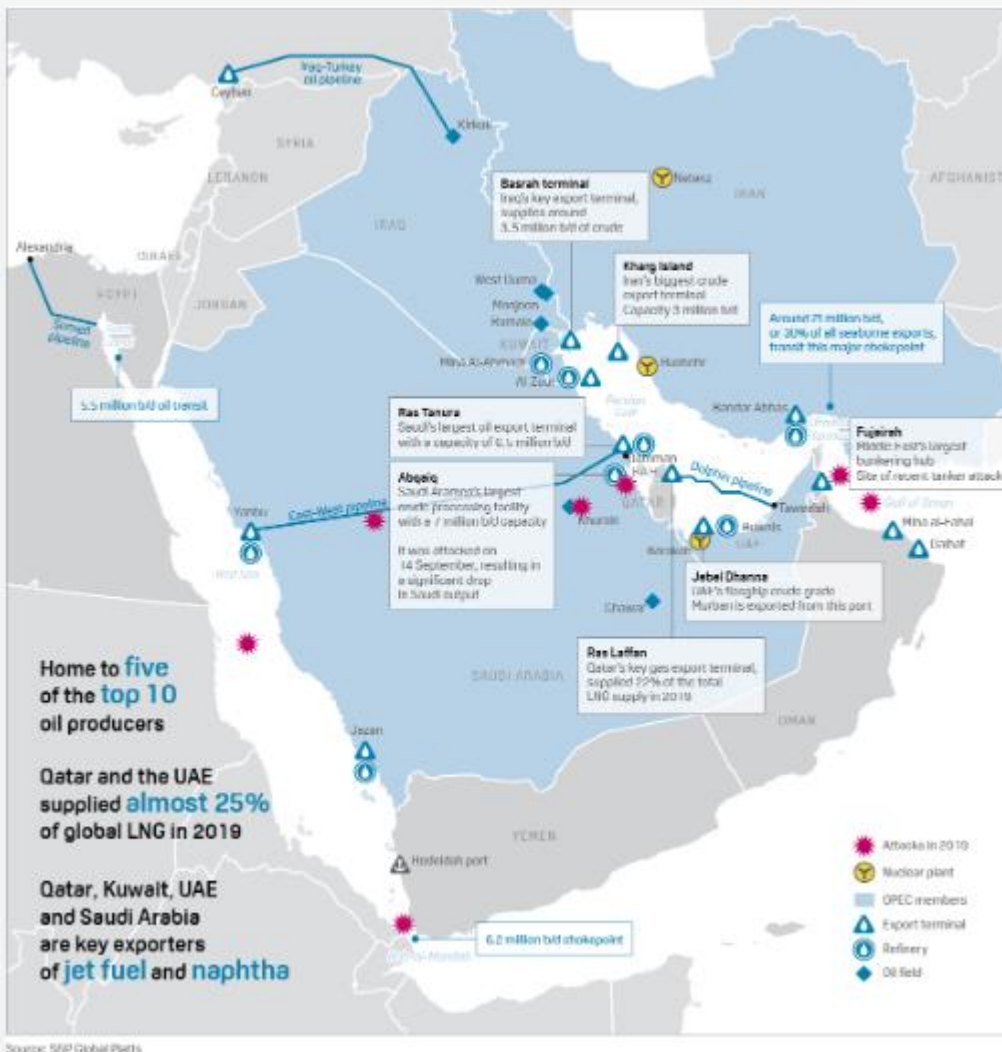 Iraq-Turkey
oil pipeline
Ceyhan
Kirkuk
SYRIA
LEBANON
IRAQ
IRAN
AFGHANIST
Natanz
Basrah terminal
Iraq's key export terminal,
supplies around
3.5 million b/d of crude
Alexandria
ISRAEL
EGYPT
JORDAN
Sumed
pipeline
5.5 million b/d oil transit
Kharg Island
Iran's biggest crude
export terminal
Capacity 3 million b/d
West Qurna
Majnoon
Rumaila
KUWAIT
Mina Al-Ahmadi
Al Zour
Bushehr
Persian
Gulf
Around 21 million b/d,
or 30% of all seaborne exports,
transit this major chokepoint
Bandar Abbas
Ras Tanura
Saudi's largest oil export terminal
with a capacity of 6.5 million b/d
Fujairah
Middle East's largest
bunkering hub
Site of recent tanker attack
Abqaiq
Saudi Aramco's largest
crude processing facility
with a 7 million b/d capacity
It was attacked on
14 September, resulting in
a significant drop
in Saudi output
Dammam
QATAR
Dolphin pipeline
Taweelah
Gulf of Oman
East-West pipeline
Yanbu
Khurais
Ruwais
UAE
Barakah
Mina al-Fahal
Qalhat
Red Sea
Jebel Dhanna
UAE's flagship crude grade
Murban is exported from this port
Ghawar
Ras Laffan
Qatar's key gas export terminal,
supplied 22% of the total
LNG supply in 2019
SAUDI ARABIA
OMAN
Home to five
of the top 10
oil producers
Jazan
Qatar and the UAE
supplied almost 25%
of global LNG in 2019
YEMEN
Hodeidah port
Qatar, Kuwait, UAE
and Saudi Arabia
are key exporters
of jet fuel and naphtha
6.2 million b/d chokepoint
Bab al-Mandab
Attacks in 2019
Nuclear plant
OPEC members
Export terminal
Refinery
Oil field
Source: S&P Global Platts